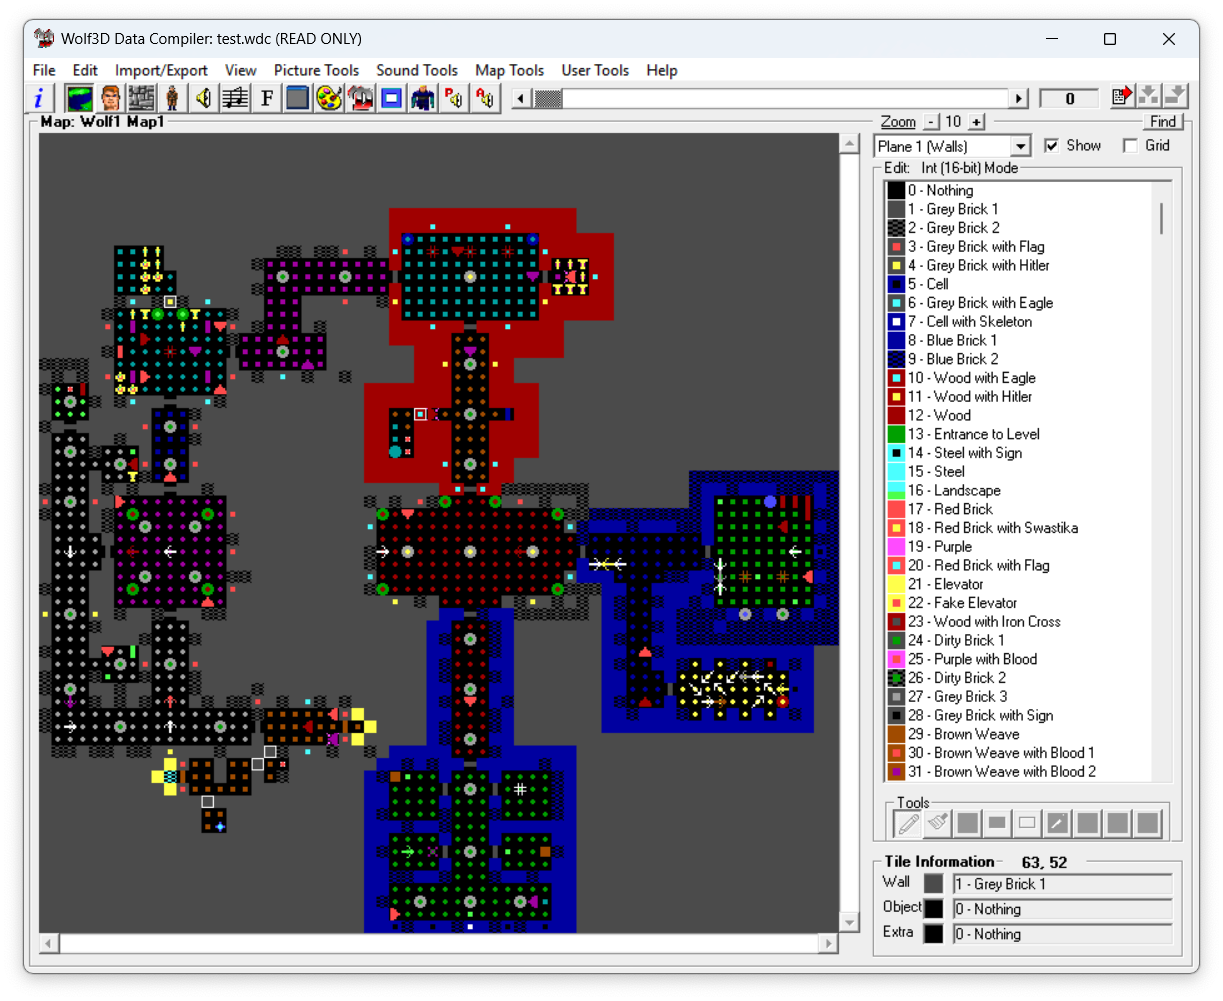 Wolf3D Data Compiler: test.wdc (READ ONLY)
File Edit Import/Export View Picture Tools Sound Tools Map Tools User Tools Help
i F P A 0
Map: Wolf1 Map1
Zoom - 10 + Find
Plane 1 (Walls) Show Grid
Edit: Int (16-bit) Mode
0 - Nothing
1 - Grey Brick 1
2 - Grey Brick 2
3 - Grey Brick with Flag
4 - Grey Brick with Hitler
5 - Cell
6 - Grey Brick with Eagle
7 - Cell with Skeleton
8 - Blue Brick 1
9 - Blue Brick 2
10 - Wood with Eagle
11 - Wood with Hitler
12 - Wood
13 - Entrance to Level
14 - Steel with Sign
15 - Steel
16 - Landscape
17 - Red Brick
18 - Red Brick with Swastika
19 - Purple
20 - Red Brick with Flag
21 - Elevator
22 - Fake Elevator
23 - Wood with Iron Cross
24 - Dirty Brick 1
25 - Purple with Blood
26 - Dirty Brick 2
27 - Grey Brick 3
28 - Grey Brick with Sign
29 - Brown Weave
30 - Brown Weave with Blood 1
31 - Brown Weave with Blood 2
Tools
Tile Information 63, 52
Wall 1 - Grey Brick 1
Object 0 - Nothing
Extra 0 - Nothing